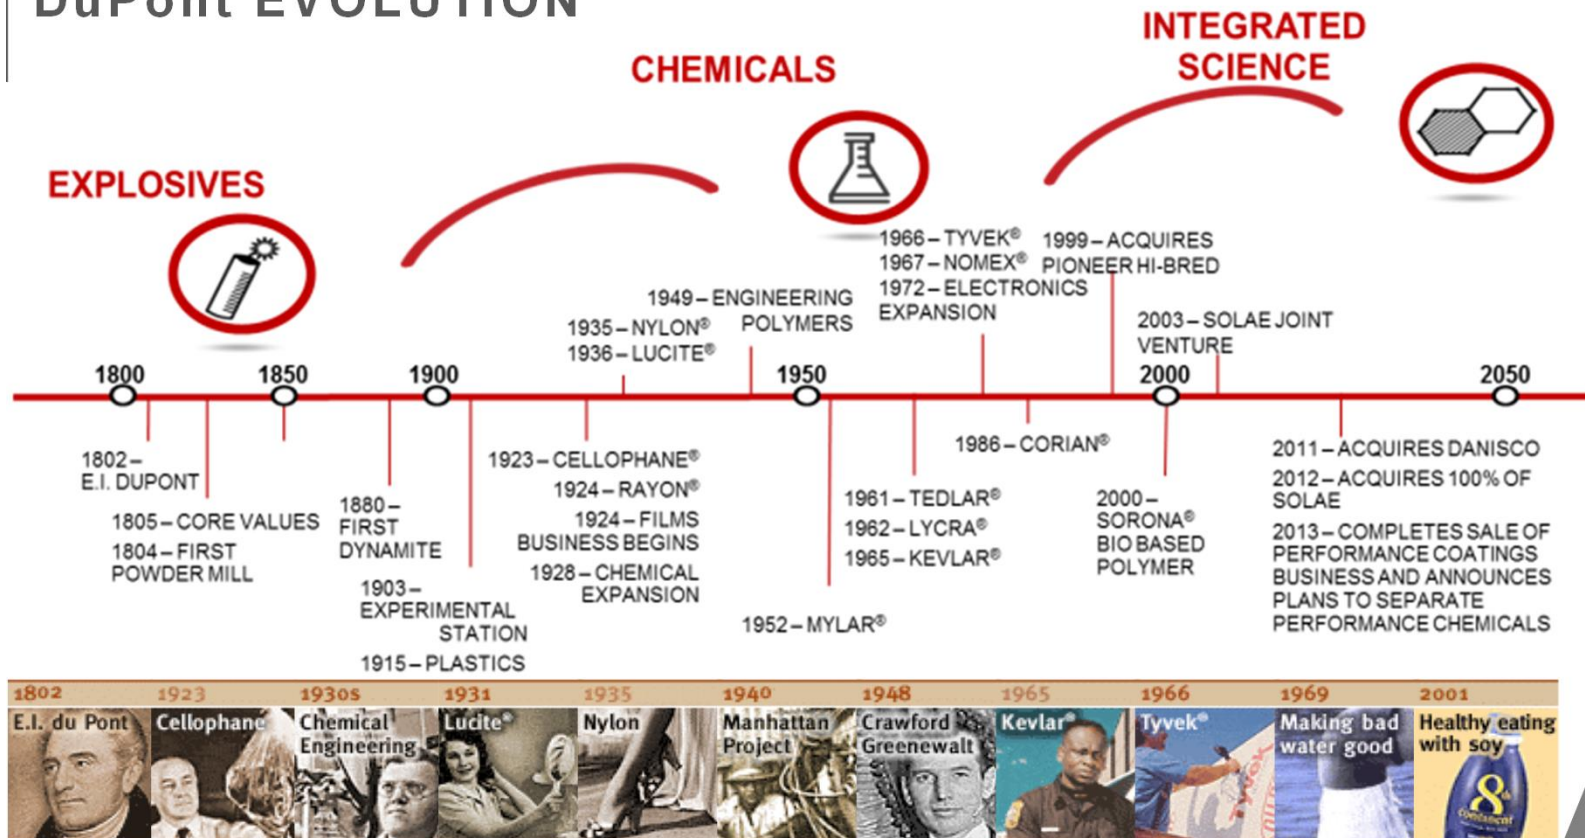 DuPont EVOLUTION
EXPLOSIVES
CHEMICALS
INTEGRATED
SCIENCE
1966 – TYVEK®
1967 – NOMEX®
1972 – ELECTRONICS
EXPANSION
1999 – ACQUIRES
PIONEER HI-BRED
1949 – ENGINEERING
POLYMERS
1935 – NYLON®
1936 – LUCITE®
2003 – SOLAE JOINT
VENTURE
1800
1850
1900
1950
2000
2050
1802 –
E.I. DUPONT
1805 – CORE VALUES
1804 – FIRST
POWDER MILL
1880 –
FIRST
DYNAMITE
1903 –
EXPERIMENTAL
STATION
1915 – PLASTICS
1923 – CELLOPHANE®
1924 – RAYON®
1924 – FILMS
BUSINESS BEGINS
1928 – CHEMICAL
EXPANSION
1952 – MYLAR®
1961 – TEDLAR®
1962 – LYCRA®
1965 – KEVLAR®
1986 – CORIAN®
2000 –
SORONA®
BIO BASED
POLYMER
2011 – ACQUIRES DANISCO
2012 – ACQUIRES 100% OF
SOLAE
2013 – COMPLETES SALE OF
PERFORMANCE COATINGS
BUSINESS AND ANNOUNCES
PLANS TO SEPARATE
PERFORMANCE CHEMICALS
1802
E.I. du Pont
1923
Cellophane
1930s
Chemical
Engineering
1931
Lucite®
1935
Nylon
1940
Manhattan
Project
1948
Crawford
Greenewalt
1965
Kevlar®
1966
Tyvek®
TYVEK
1969
Making bad
water good
2001
Healthy eating
with soy
8th
continent